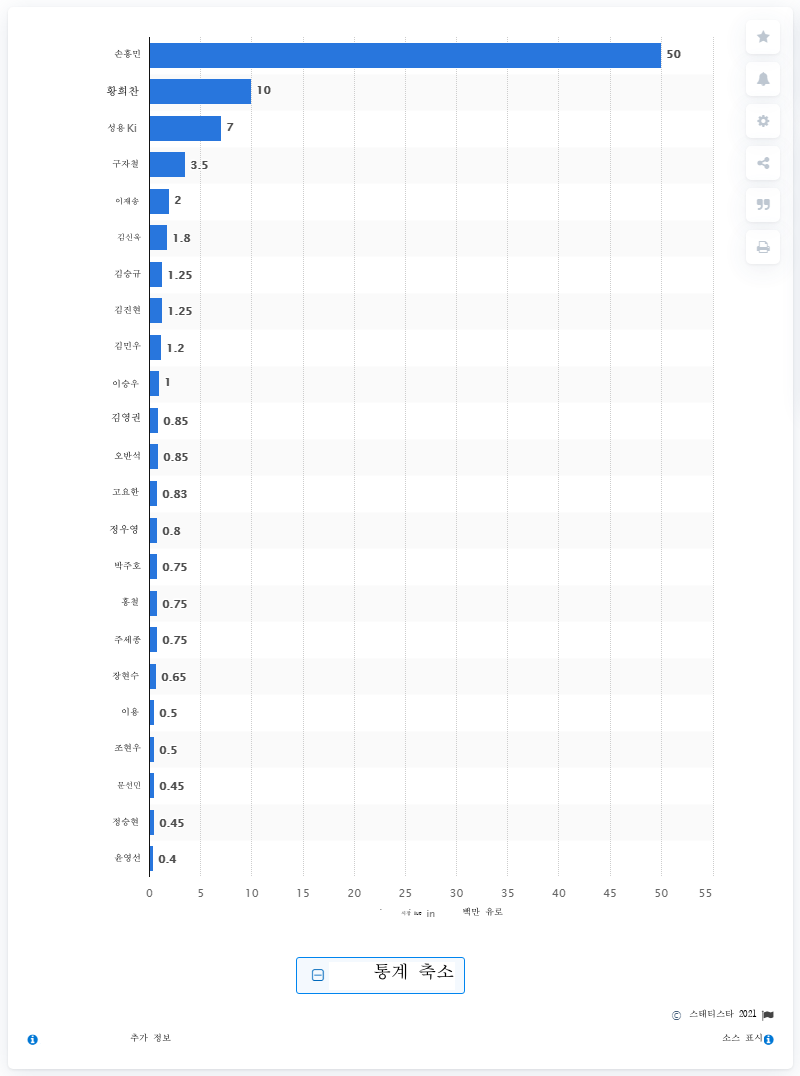 손흥민 50
황희찬 10
성용 Ki 7
구자철 3.5
이재송 2
김신욱 1.8
김승규 1.25
김진현 1.25
김민우 1.2
이승우 1
김영권 0.85
오반석 0.85
고요한 0.83
정우영 0.8
박주호 0.75
홍철 0.75
주세종 0.75
장현수 0.65
이용 0.5
조현우 0.5
문선민 0.45
정승현 0.45
윤영선 0.4
0 5 10 15 20 25 30 35 40 45 50 55
in 백만 유로
통계 축소
© 스태티스타 2021
추가 정보 소스 표시